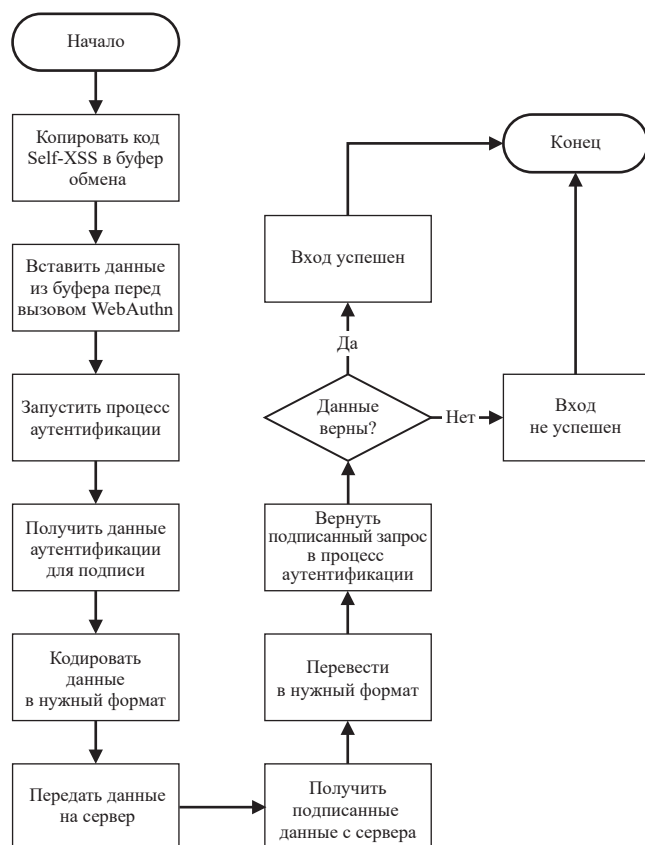 Начало
Копировать код
Self-XSS в буфер
обмена
Вставить данные
из буфера перед
вызовом WebAuthn
Запустить процесс
аутентификации
Получить данные
аутентификации
для подписи
Кодировать
данные
в нужный формат
Передать данные
на сервер
Получить
подписанные
данные с сервера
Перевести
в нужный формат
Вернуть
подписанный запрос
в процесс
аутентификации
Данные
верны?
Да
Нет
Вход успешен
Вход
не успешен
Конец